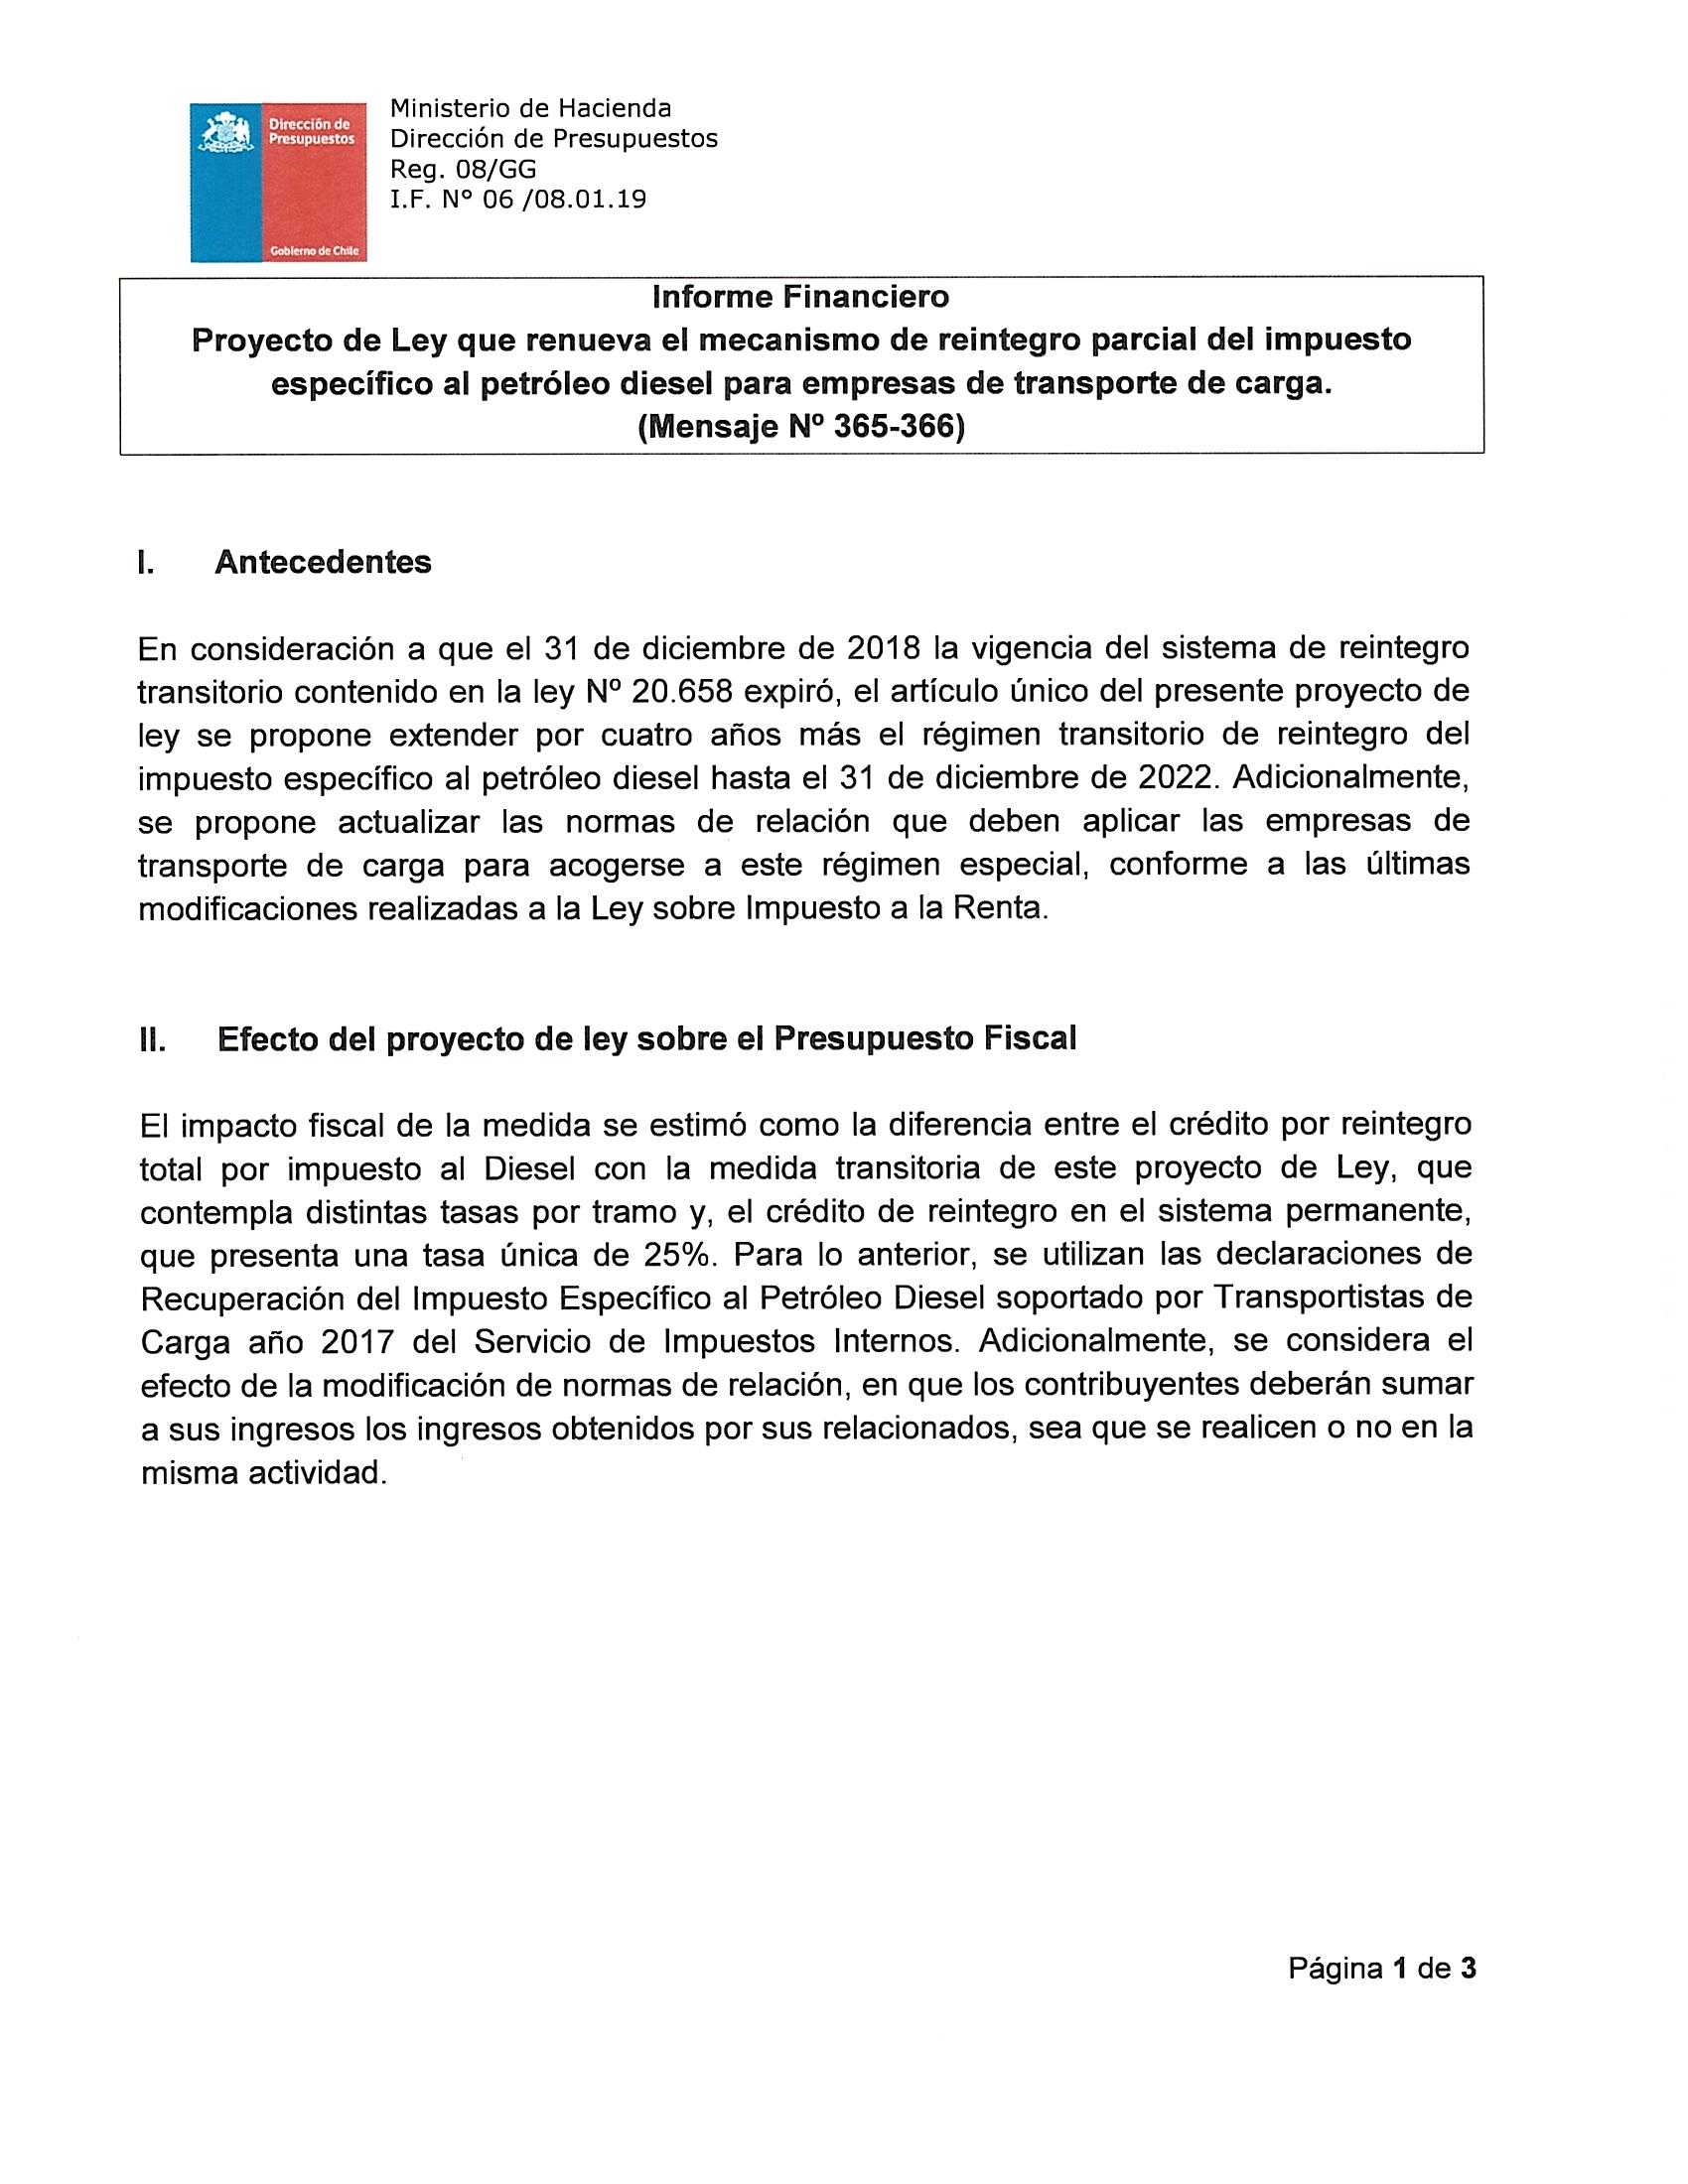 Dirección de
Presupuestos
Gobierno de Chile
Ministerio de Hacienda
Dirección de Presupuestos
Reg. 08/GG
I.F. Nº 06 /08.01.19
Informe Financiero
Proyecto de Ley que renueva el mecanismo de reintegro parcial del impuesto
específico al petróleo diesel para empresas de transporte de carga.
(Mensaje Nº 365-366)
I. Antecedentes
En consideración a que el 31 de diciembre de 2018 la vigencia del sistema de reintegro
transitorio contenido en la ley Nº 20.658 expiró, el artículo único del presente proyecto de
ley se propone extender por cuatro años más el régimen transitorio de reintegro del
impuesto específico al petróleo diesel hasta el 31 de diciembre de 2022. Adicionalmente,
se propone actualizar las normas de relación que deben aplicar las empresas de
transporte de carga para acogerse a este régimen especial, conforme a las últimas
modificaciones realizadas a la Ley sobre Impuesto a la Renta.
II. Efecto del proyecto de ley sobre el Presupuesto Fiscal
El impacto fiscal de la medida se estimó como la diferencia entre el crédito por reintegro
total por impuesto al Diesel con la medida transitoria de este proyecto de Ley, que
contempla distintas tasas por tramo y, el crédito de reintegro en el sistema permanente,
que presenta una tasa única de 25%. Para lo anterior, se utilizan las declaraciones de
Recuperación del Impuesto Específico al Petróleo Diesel soportado por Transportistas de
Carga año 2017 del Servicio de Impuestos Internos. Adicionalmente, se considera el
efecto de la modificación de normas de relación, en que los contribuyentes deberán sumar
a sus ingresos los ingresos obtenidos por sus relacionados, sea que se realicen o no en la
misma actividad.
Página 1 de 3